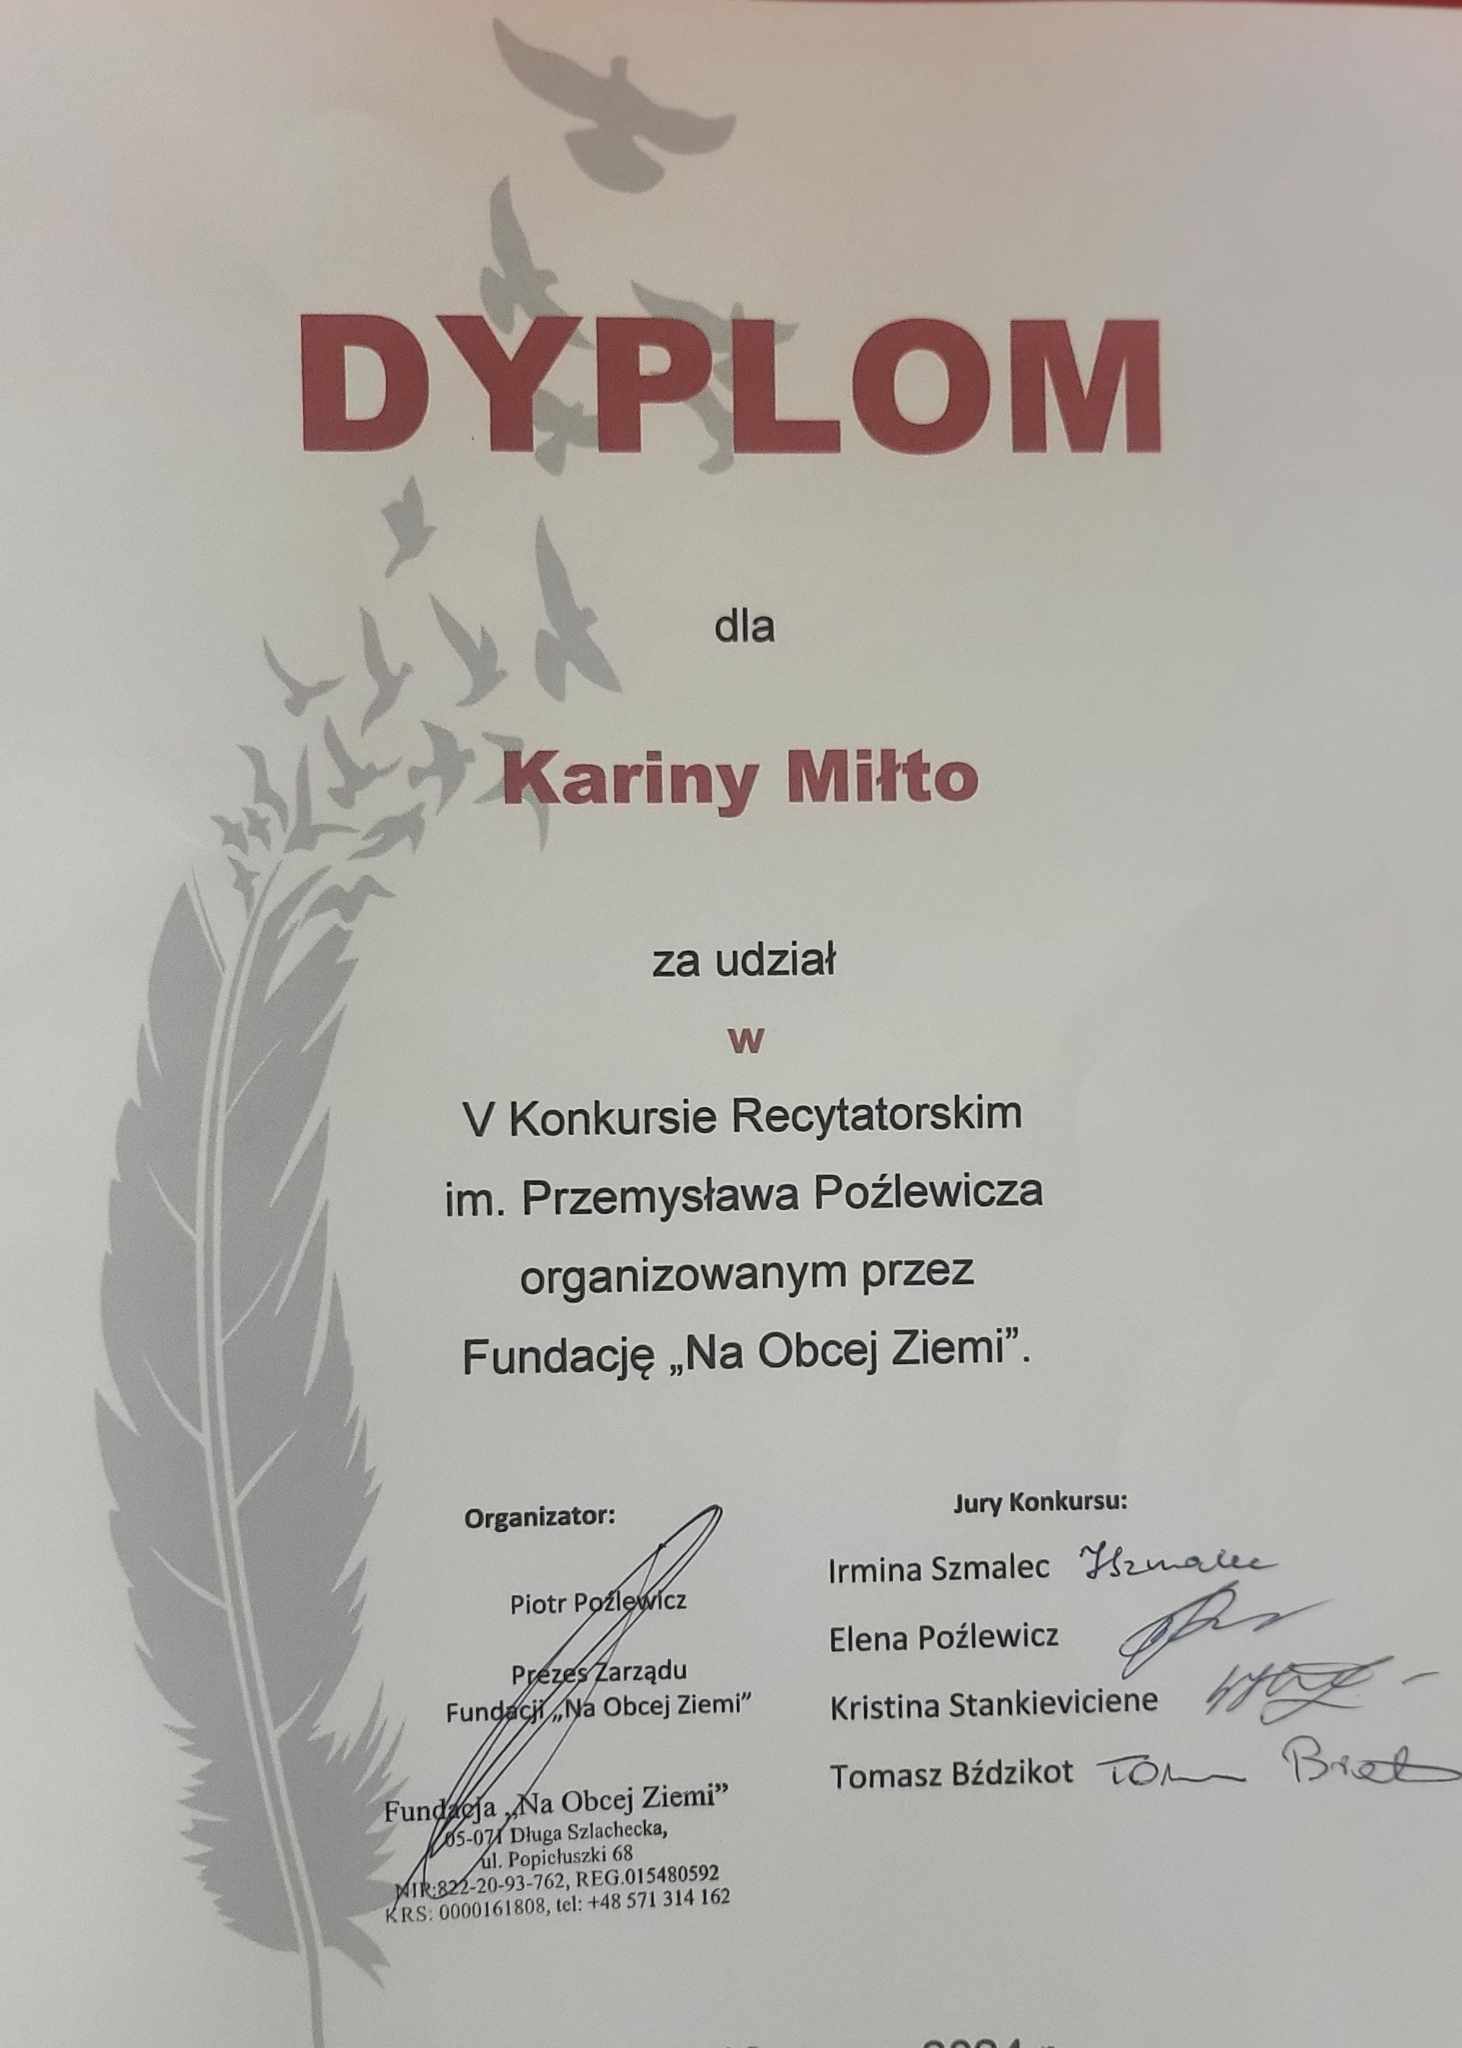 DYPLOM
dla
Kariny Miłto
za udział
w
V Konkursie Recytatorskim
im. Przemysława Poźlewicza
organizowanym przez
Fundację „Na Obcej Ziemi”.
Organizator:
Piotr Poźlewicz
Prezes Zarządu
Fundacji „Na Obcej Ziemi”
Fundacja „Na Obcej Ziemi”
05-071 Długa Szlachecka,
ul. Popiełuszki 68
NIP:822-20-93-762, REG.015480592
KRS: 0000161808, tel: +48 571 314 162
Jury Konkursu:
Irmina Szmalec
Elena Poźlewicz
Kristina Stankieviciene
Tomasz Bździkot